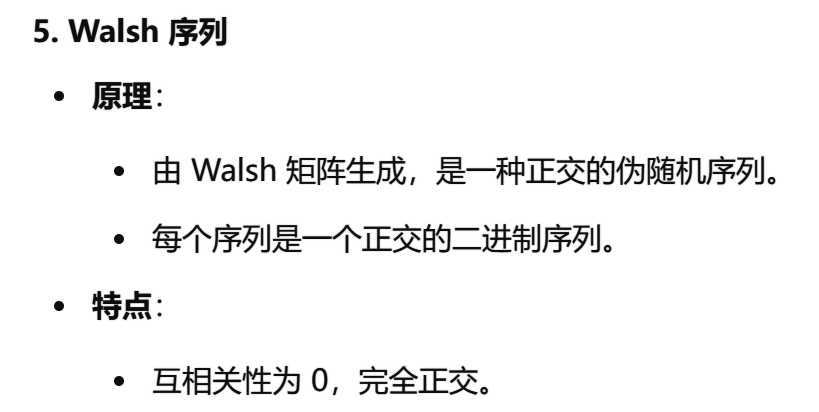 5. Walsh 序列
• 原理：
• 由 Walsh 矩阵生成，是一种正交的伪随机序列。
• 每个序列是一个正交的二进制序列。
• 特点：
• 互相关性为 0，完全正交。